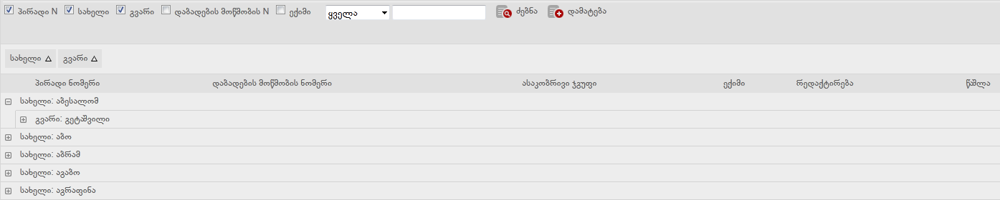 პირადი N სახელი გვარი დაბადების მოწმობის N ექიმი ყველა ძებნა დამატება
სახელი გვარი
პირადი ნომერი დაბადების მოწმობის ნომერი ასაკობრივი ჯგუფი ექიმი რედაქტირება წაშლა
სახელი: აბესალომ
გვარი: გეტაშვილი
სახელი: აბო
სახელი: აბრამ
სახელი: აგაბო
სახელი: აგრაფინა